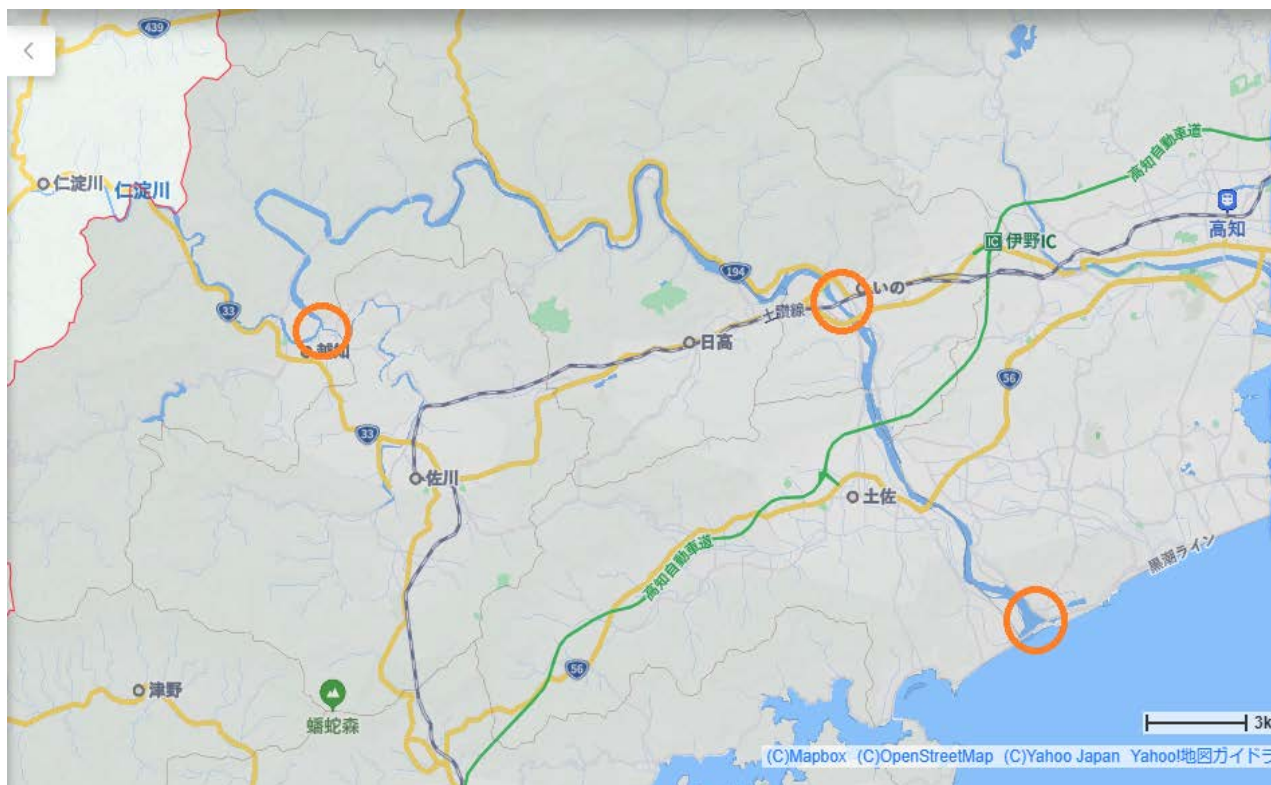 439
高知自動車道
仁淀川
仁淀川
高知
IC 伊野IC
194
いの
土讃線
33
越知
日高
56
33
佐川
土佐
黒潮ライン
高知自動車道
56
津野
蟠蛇森
3k
(C)Mapbox (C)OpenStreetMap (C)Yahoo Japan Yahoo!地図ガイドラ